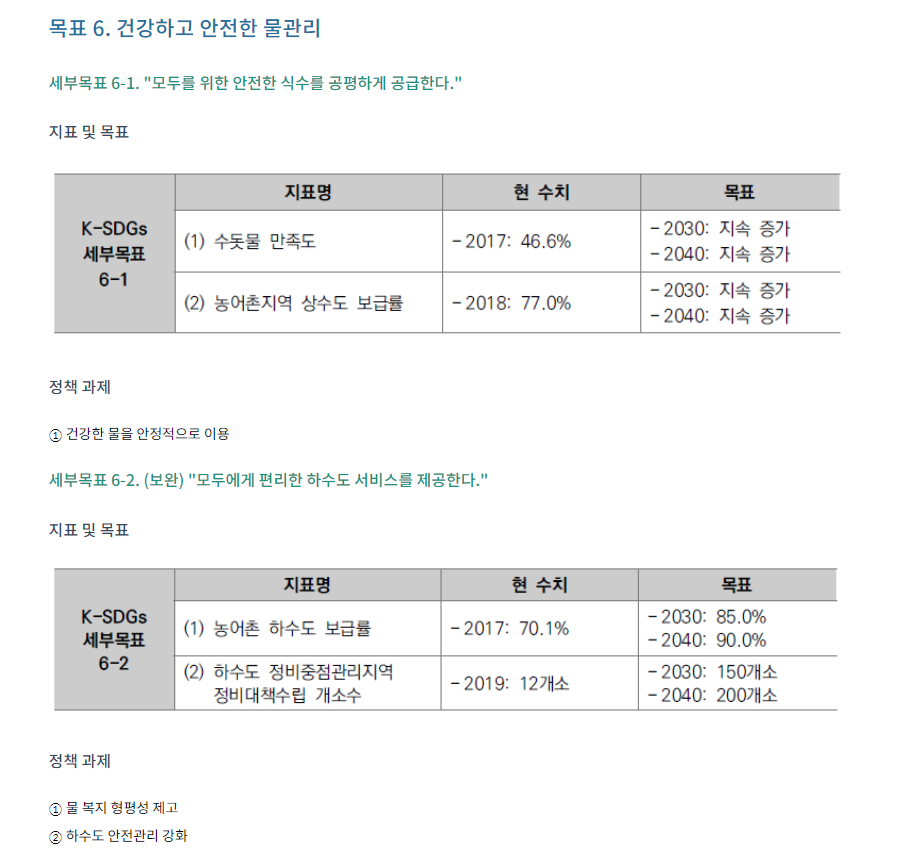 목표 6. 건강하고 안전한 물관리
세부목표 6-1. "모두를 위한 안전한 식수를 공평하게 공급한다."
지표 및 목표
K-SDGs
세부목표
6-1
지표명 현 수치 목표
(1) 수돗물 만족도 - 2017: 46.6% - 2030: 지속 증가
- 2040: 지속 증가
(2) 농어촌지역 상수도 보급률 - 2018: 77.0% - 2030: 지속 증가
- 2040: 지속 증가
정책 과제
① 건강한 물을 안정적으로 이용
세부목표 6-2. (보완) "모두에게 편리한 하수도 서비스를 제공한다."
지표 및 목표
K-SDGs
세부목표
6-2
지표명 현 수치 목표
(1) 농어촌 하수도 보급률 - 2017: 70.1% - 2030: 85.0%
- 2040: 90.0%
(2) 하수도 정비중점관리지역
정비대책수립 개소수 - 2019: 12개소 - 2030: 150개소
- 2040: 200개소
정책 과제
① 물 복지 형평성 제고
② 하수도 안전관리 강화